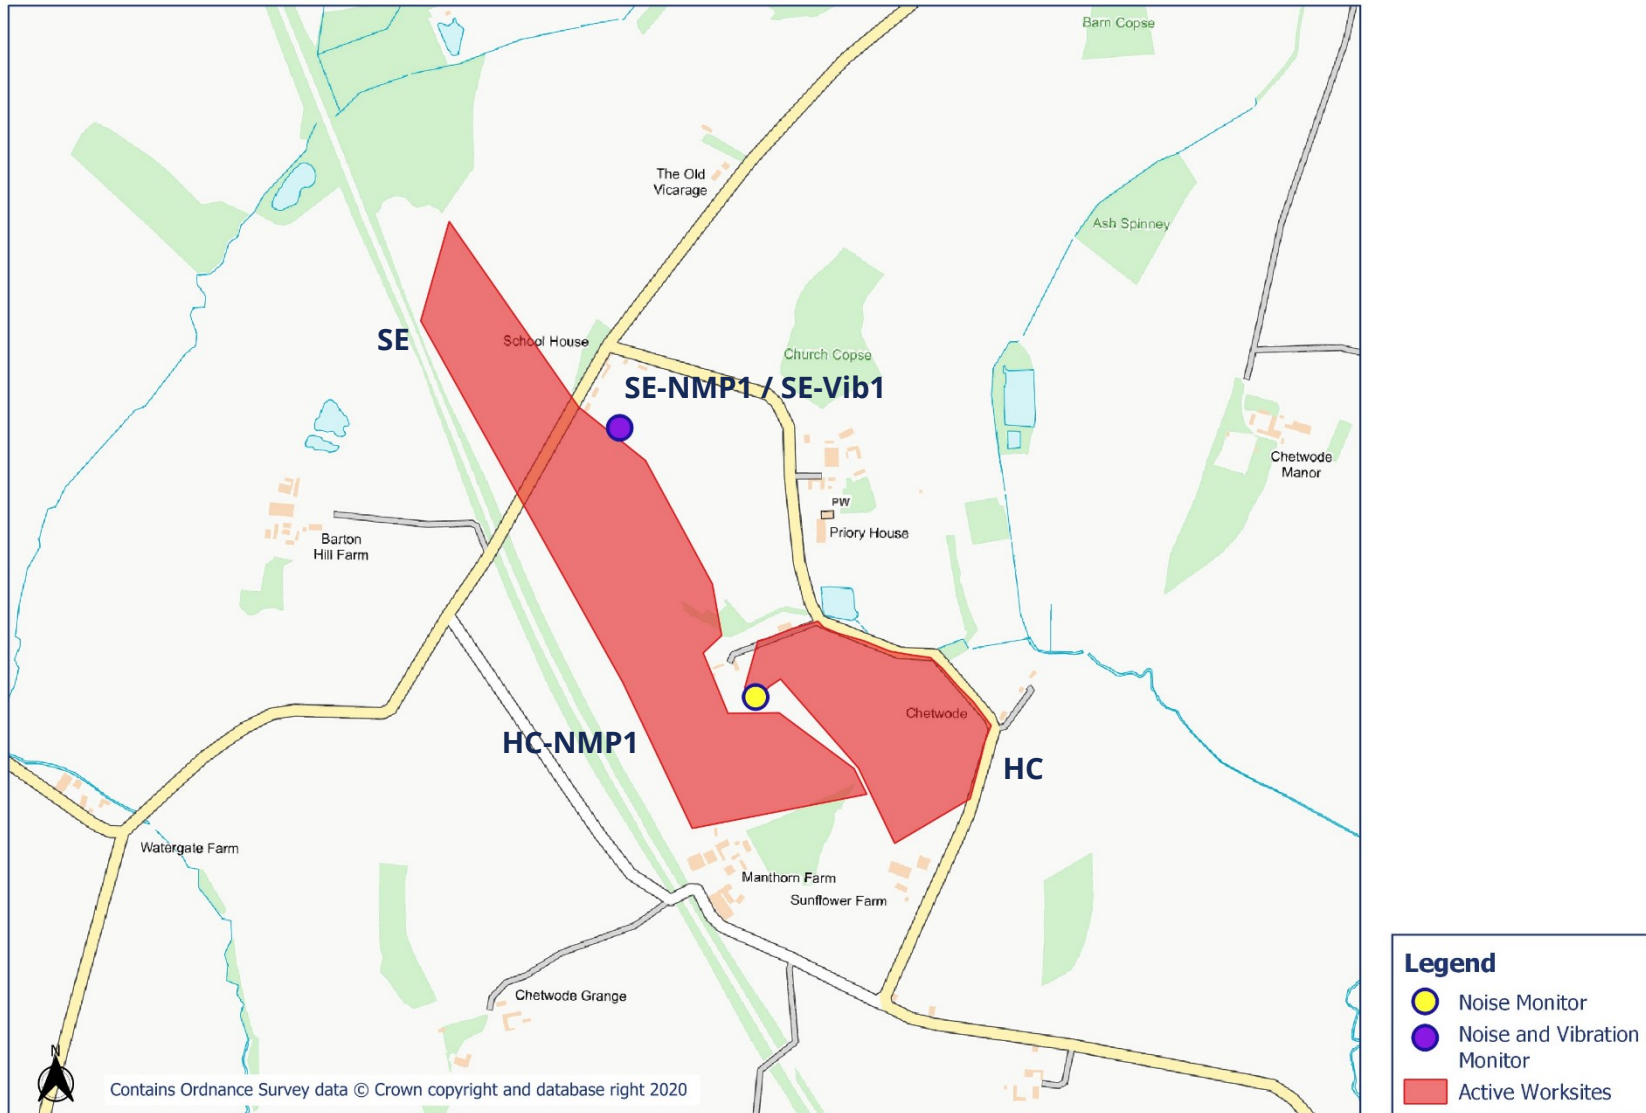 Barn Copse
The Old
Vicarage
Ash Spinney
SE
School House
Church Copse
SE-NMP1 / SE-Vib1
Chetwode
Manor
PW
Priory House
Barton
Hill Farm
Chetwode
HC-NMP1
HC
Watergate Farm
Manthorn Farm
Sunflower Farm
Chetwode Grange
N
Contains Ordnance Survey data © Crown copyright and database right 2020
Legend
Noise Monitor
Noise and Vibration
Monitor
Active Worksites